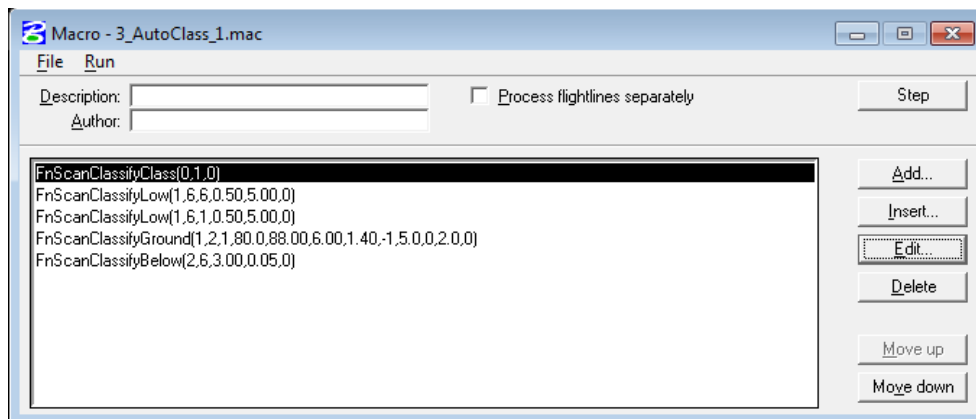 Macro - 3_AutoClass_1.mac
File Run
Description: Process flightlines separately Step
Author:
FnScanClassifyClass(0,1,0) Add...
FnScanClassifyLow(1,6,6,0.50,5.00,0)
FnScanClassifyLow(1,6,1,0.50,5.00,0) Insert...
FnScanClassifyGround(1,2,1,80.0,88.00,6.00,1.40,-1,5.0,0,2.0,0) Edit...
FnScanClassifyBelow(2,6,3.00,0.05,0)
Delete
Move up
Move down